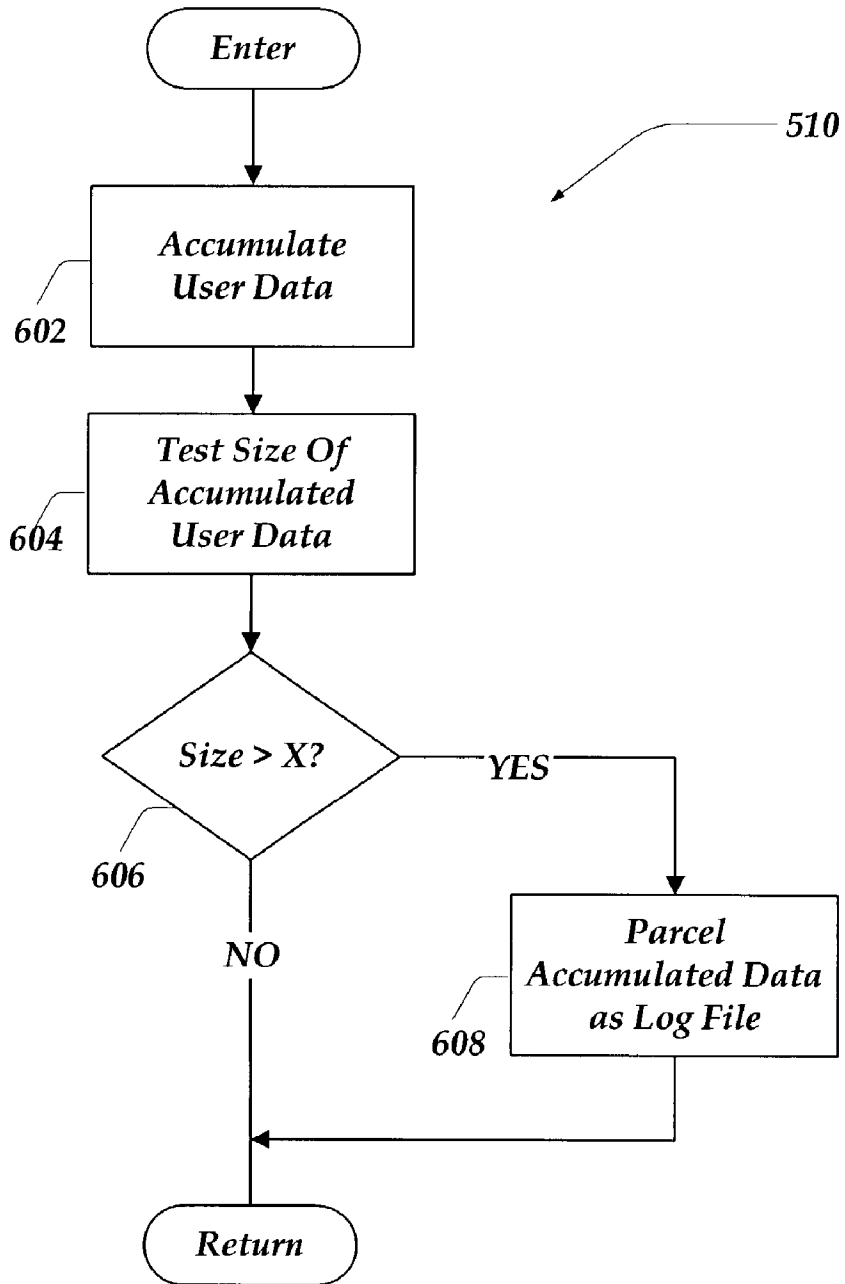 Enter
510
Accumulate
User Data
602
Test Size Of
Accumulated
User Data
604
Size > X?
YES
606
NO
Parcel
Accumulated Data
as Log File
608
Return